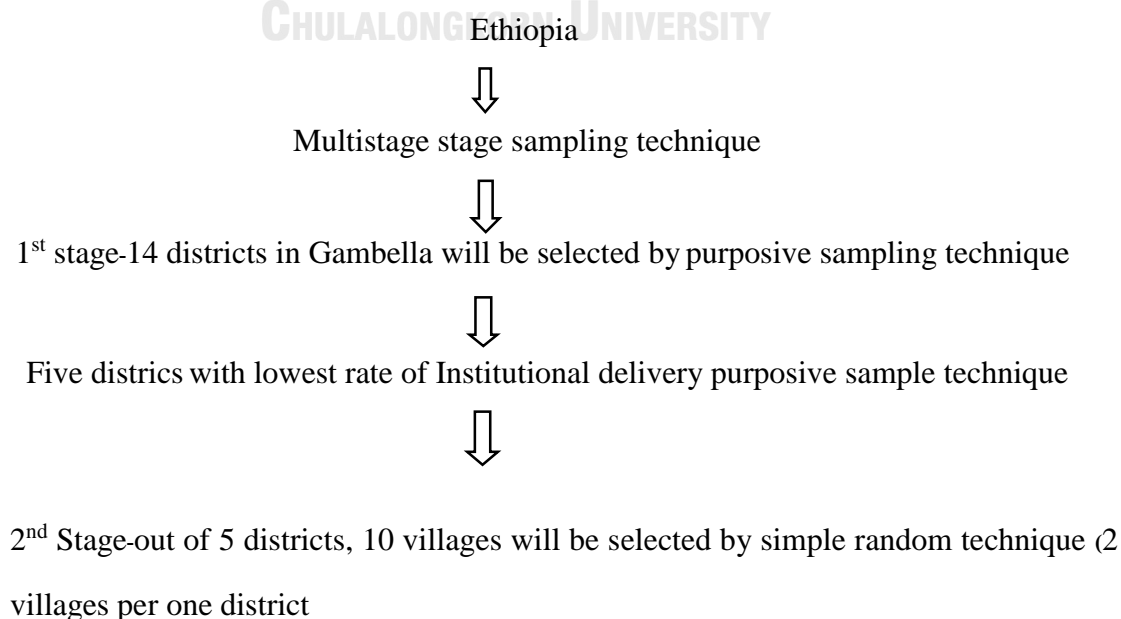 CHULALONGKORN UNIVERSITY
Ethiopia
Multistage stage sampling technique
1st stage-14 districts in Gambella will be selected by purposive sampling technique
Five districs with lowest rate of Institutional delivery purposive sample technique
2nd Stage-out of 5 districts, 10 villages will be selected by simple random technique (2
villages per one district